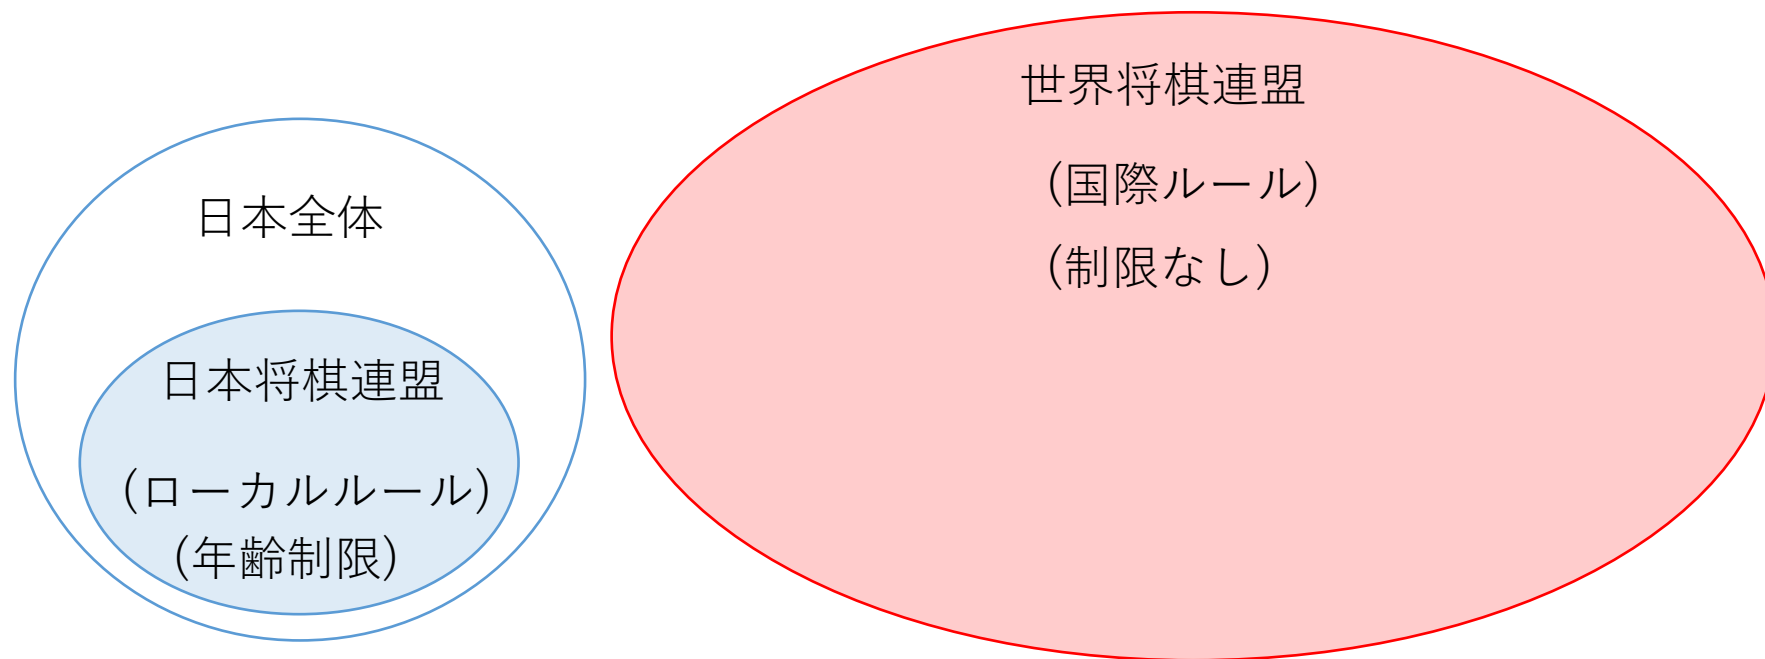 日本全体
日本将棋連盟
(ローカルルール)
(年齢制限)
世界将棋連盟
(国際ルール)
(制限なし)